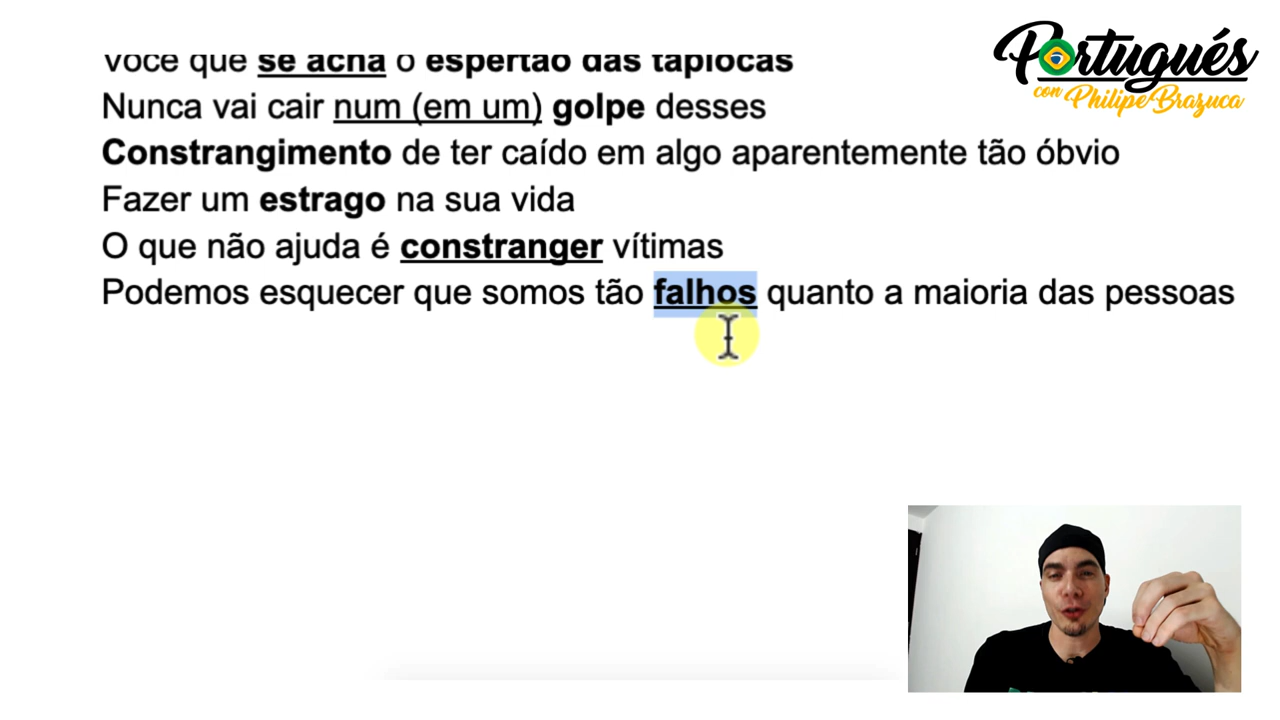 Português
con PhilipeBrazuca
Você que se acha o espertão das tapiocas
Nunca vai cair num (em um) golpe desses
Constrangimento de ter caído em algo aparentemente tão óbvio
Fazer um estrago na sua vida
O que não ajuda é constranger vítimas
Podemos esquecer que somos tão falhos quanto a maioria das pessoas